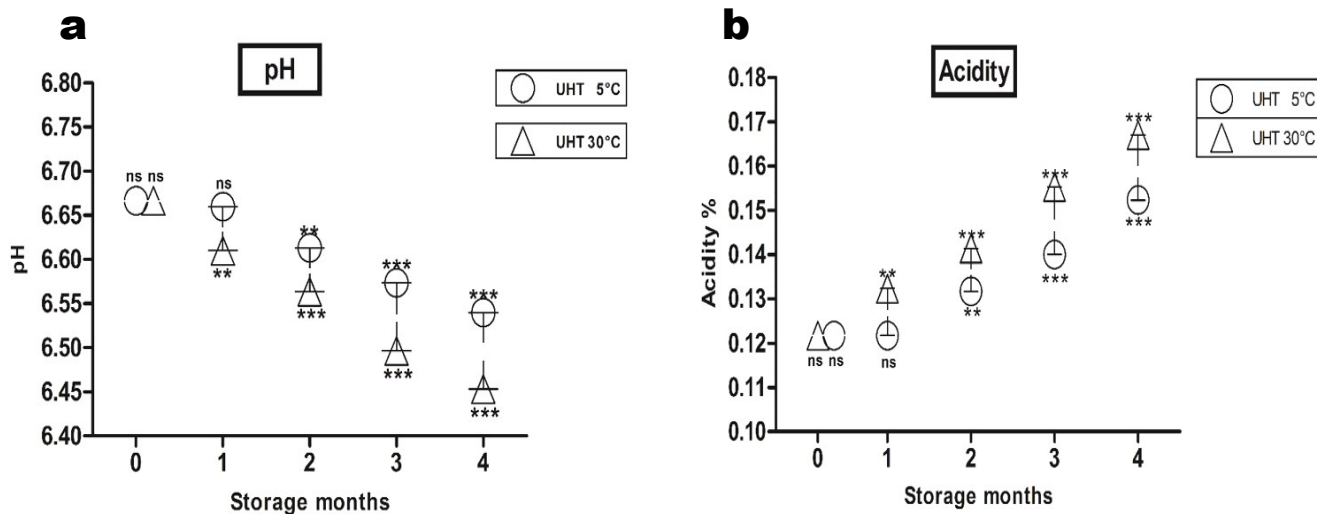 a
pH
UHT 5°C
UHT 30°C
6.80
6.75
6.70
6.65
6.60
6.55
6.50
6.45
6.40
pH
ns ns
ns
**
**
***
***
***
***
***
0 1 2 3 4
Storage months
b
Acidity
UHT 5°C
UHT 30°C
0.18
0.17
0.16
0.15
0.14
0.13
0.12
0.11
0.10
Acidity %
ns ns
**
ns
***
**
***
***
***
***
0 1 2 3 4
Storage months